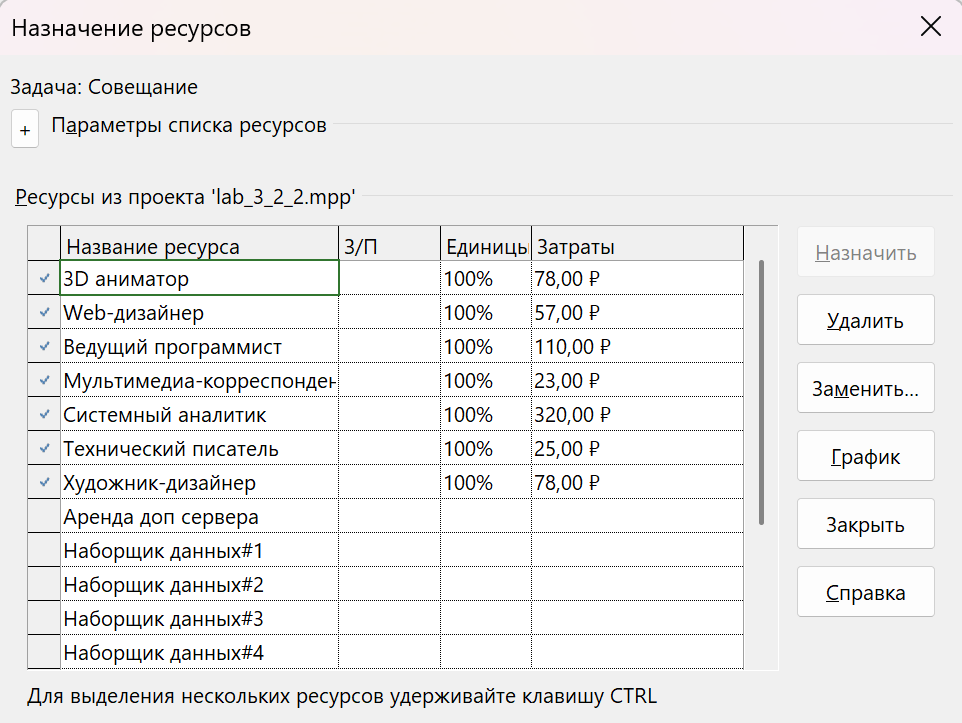 Назначение ресурсов
Задача: Совещание
+ Параметры списка ресурсов
Ресурсы из проекта 'lab_3_2_2.mpp'
Название ресурса З/П Единицы Затраты
3D аниматор 100% 78,00 ₽
Web-дизайнер 100% 57,00 ₽
Ведущий программист 100% 110,00 ₽
Мультимедиа-корреспонден 100% 23,00 ₽
Системный аналитик 100% 320,00 ₽
Технический писатель 100% 25,00 ₽
Художник-дизайнер 100% 78,00 ₽
Аренда доп сервера
Наборщик данных#1
Наборщик данных#2
Наборщик данных#3
Наборщик данных#4
Назначить
Удалить
Заменить...
График
Закрыть
Справка
Для выделения нескольких ресурсов удерживайте клавишу CTRL